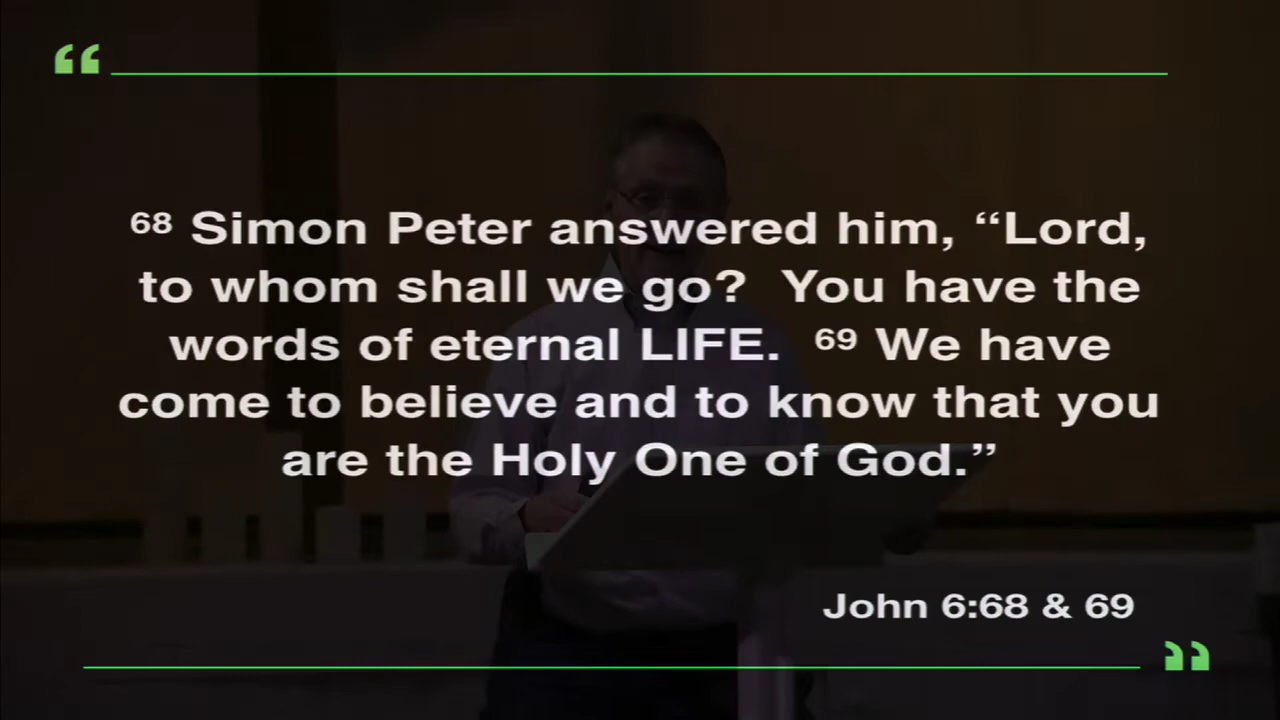 “
⁶⁸ Simon Peter answered him, “Lord,
to whom shall we go?  You have the
words of eternal LIFE.  ⁶⁹ We have
come to believe and to know that you
are the Holy One of God.”
John 6:68 & 69
”